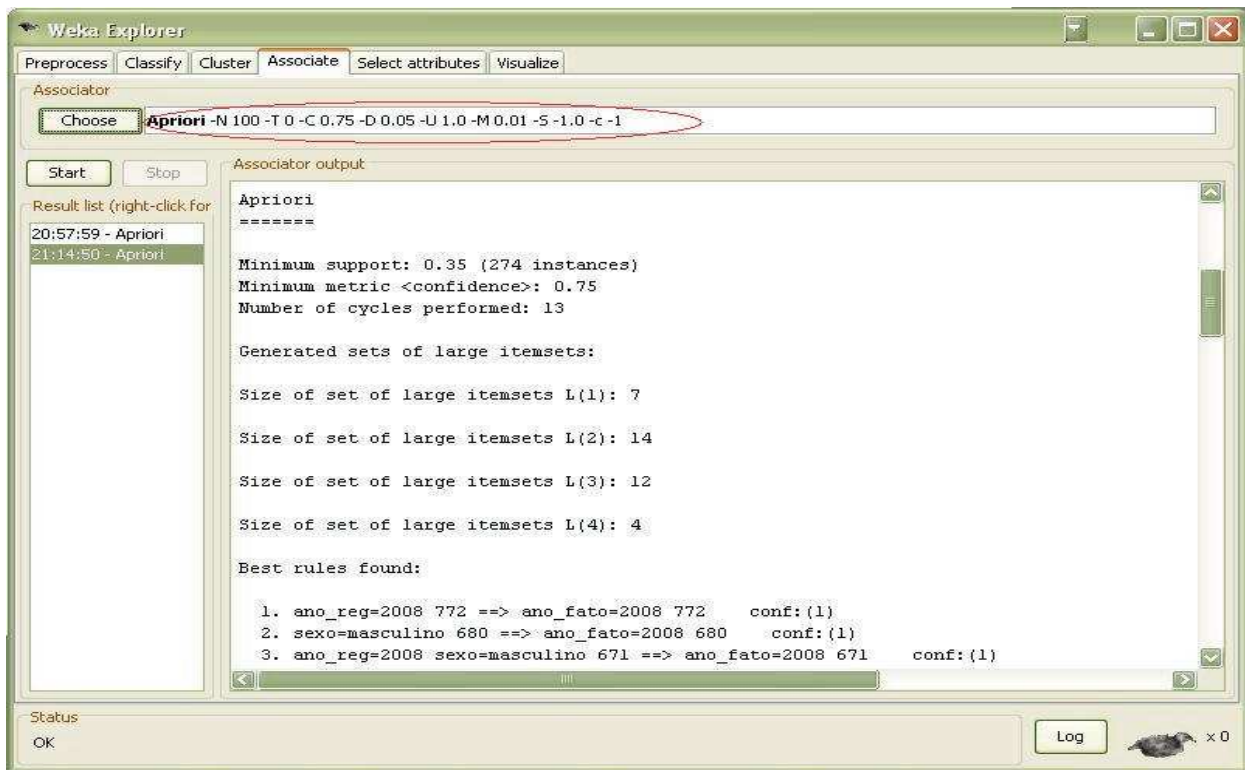 Weka Explorer
Preprocess Classify Cluster Associate Select attributes Visualize
Associator
Choose Apriori -N 100 -T 0 -C 0.75 -D 0.05 -U 1.0 -M 0.01 -S -1.0 -c -1
Start Stop
Result list (right-click for
20:57:59 - Apriori
21:14:50 - Apriori
Associator output
Apriori
=======
Minimum support: 0.35 (274 instances)
Minimum metric <confidence>: 0.75
Number of cycles performed: 13
Generated sets of large itemsets:
Size of set of large itemsets L(1): 7
Size of set of large itemsets L(2): 14
Size of set of large itemsets L(3): 12
Size of set of large itemsets L(4): 4
Best rules found:
1. ano_reg=2008 772 ==> ano_fato=2008 772 conf:(1)
2. sexo=masculino 680 ==> ano_fato=2008 680 conf:(1)
3. ano_reg=2008 sexo=masculino 671 ==> ano_fato=2008 671 conf:(1)
Status
OK
Log x 0